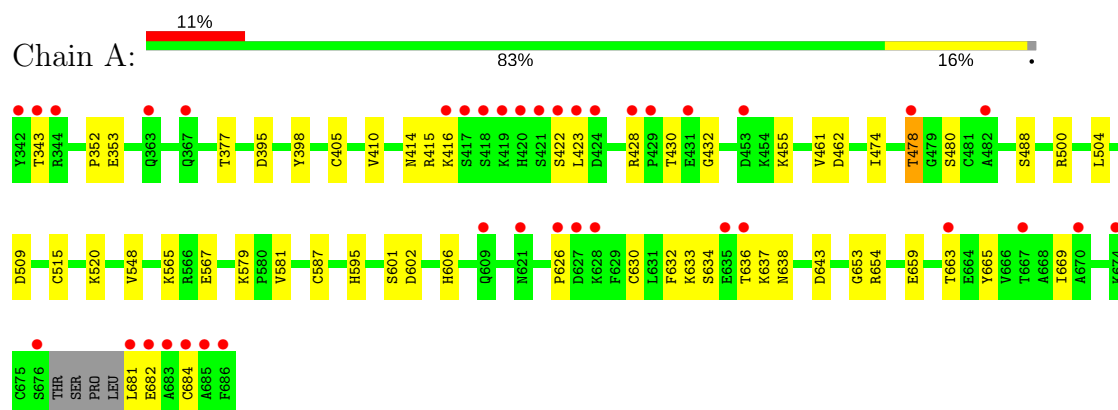 11%
Chain A:
83%
16%
Y342 T343 R344 P352 E353 Q363 Q367 T377 D395 Y398 C405 V410 N414 R415 K416 S417 S418 K419 H420 S421 S422 L423 D424 R428 P429 T430 E431 G432 D453 K454 K455 V461 D462 I474 T478 G479 S480 C481 A482 S488 R500 L504
D509 C515 K520 V548 K565 R566 E567 K579 P580 V581 C587 H595 S601 D602 H606 Q609 N621 P626 D627 K628 F629 C630 L631 F632 K633 S634 E635 T636 K637 N638 D643 G653 R654 E659 T663 E664 Y665 V666 T667 A668 I669 A670 K674
C675 S676 THR SER PRO LEU L681 E682 A683 C684 A685 F686